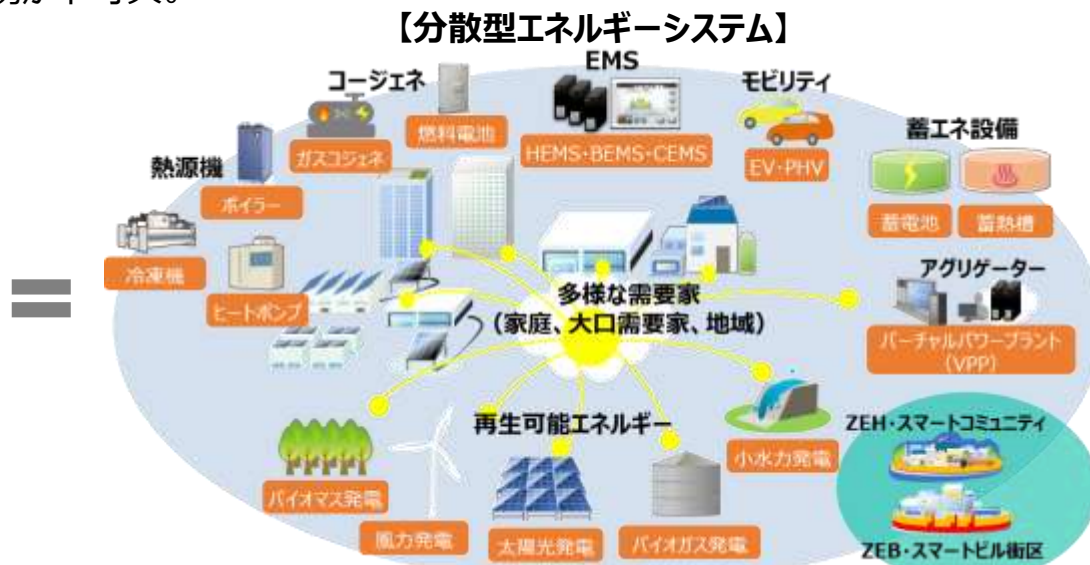 【分散型エネルギーシステム】
EMS
コージェネ
モビリティ
燃料電池
ガスコジェネ
HEMS・BEMS・CEMS
EV・PHV
蓄エネ設備
熱源機
ボイラー
蓄電池
蓄熱槽
冷凍機
ヒートポンプ
アグリゲーター
多様な需要家
(家庭、大口需要家、地域)
バーチャルパワープラント
(VPP)
再生可能エネルギー
小水力発電
ZEH・スマートコミュニティ
バイオマス発電
風力発電
太陽光発電
バイオガス発電
ZEB・スマートビル街区